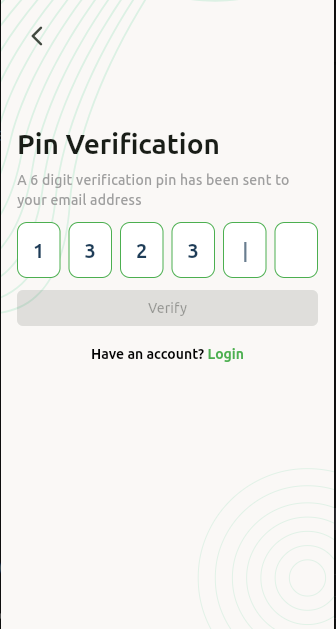 Pin Verification
A 6 digit verification pin has been sent to
your email address
1 3 2 3
Verify
Have an account? Login